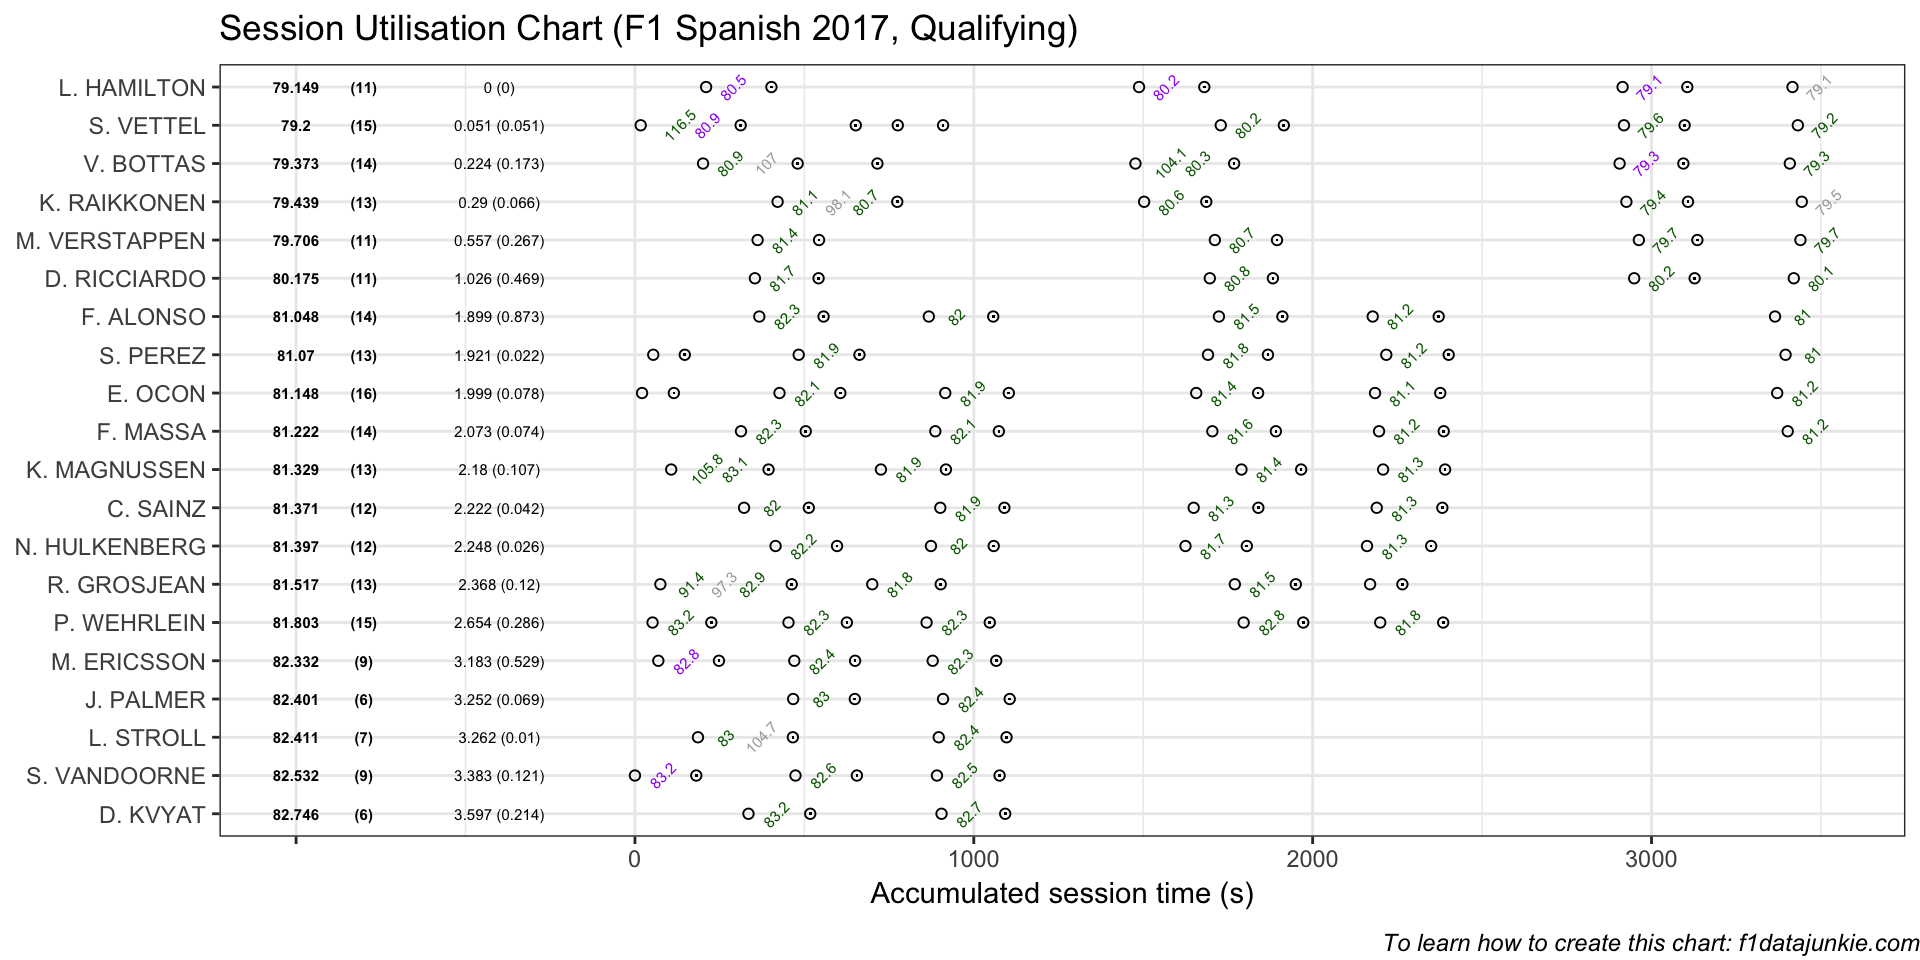 Session Utilisation Chart (F1 Spanish 2017, Qualifying)
L. HAMILTON 79.149 (11) 0 (0) 80.5 80.2 79.1 79.1
S. VETTEL 79.2 (15) 0.051 (0.051) 116.5 80.9 80.2 79.6 79.2
V. BOTTAS 79.373 (14) 0.224 (0.173) 80.9 107 104.1 80.3 79.3 79.3
K. RAIKKONEN 79.439 (13) 0.29 (0.066) 81.1 98.1 80.7 80.6 79.4 79.5
M. VERSTAPPEN 79.706 (11) 0.557 (0.267) 81.4 80.7 79.7 79.7
D. RICCIARDO 80.175 (11) 1.026 (0.469) 81.7 80.8 80.2 80.1
F. ALONSO 81.048 (14) 1.899 (0.873) 82.3 82 81.5 81.2 81
S. PEREZ 81.07 (13) 1.921 (0.022) 81.9 81.8 81.2 81
E. OCON 81.148 (16) 1.999 (0.078) 82.1 81.9 81.4 81.1 81.2
F. MASSA 81.222 (14) 2.073 (0.074) 82.3 82.1 81.6 81.2 81.2
K. MAGNUSSEN 81.329 (13) 2.18 (0.107) 105.8 83.1 81.9 81.4 81.3
C. SAINZ 81.371 (12) 2.222 (0.042) 82 81.9 81.3 81.3
N. HULKENBERG 81.397 (12) 2.248 (0.026) 82.2 82 81.7 81.3
R. GROSJEAN 81.517 (13) 2.368 (0.12) 91.4 97.3 82.9 81.8 81.5
P. WEHRLEIN 81.803 (15) 2.654 (0.286) 83.2 82.3 82.3 82.8 81.8
M. ERICSSON 82.332 (9) 3.183 (0.529) 82.8 82.4 82.3
J. PALMER 82.401 (6) 3.252 (0.069) 83 82.4
L. STROLL 82.411 (7) 3.262 (0.01) 83 104.7 82.4
S. VANDOORNE 82.532 (9) 3.383 (0.121) 83.2 82.6 82.5
D. KVYAT 82.746 (6) 3.597 (0.214) 83.2 82.7
0 1000 2000 3000
Accumulated session time (s)
To learn how to create this chart: f1datajunkie.com